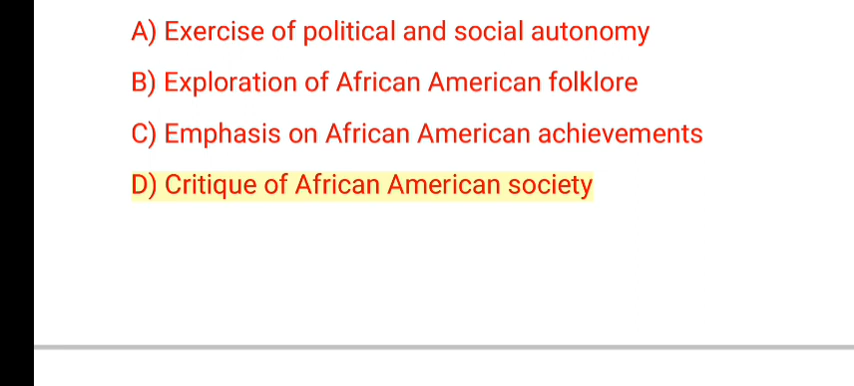 A) Exercise of political and social autonomy
B) Exploration of African American folklore
C) Emphasis on African American achievements
D) Critique of African American society